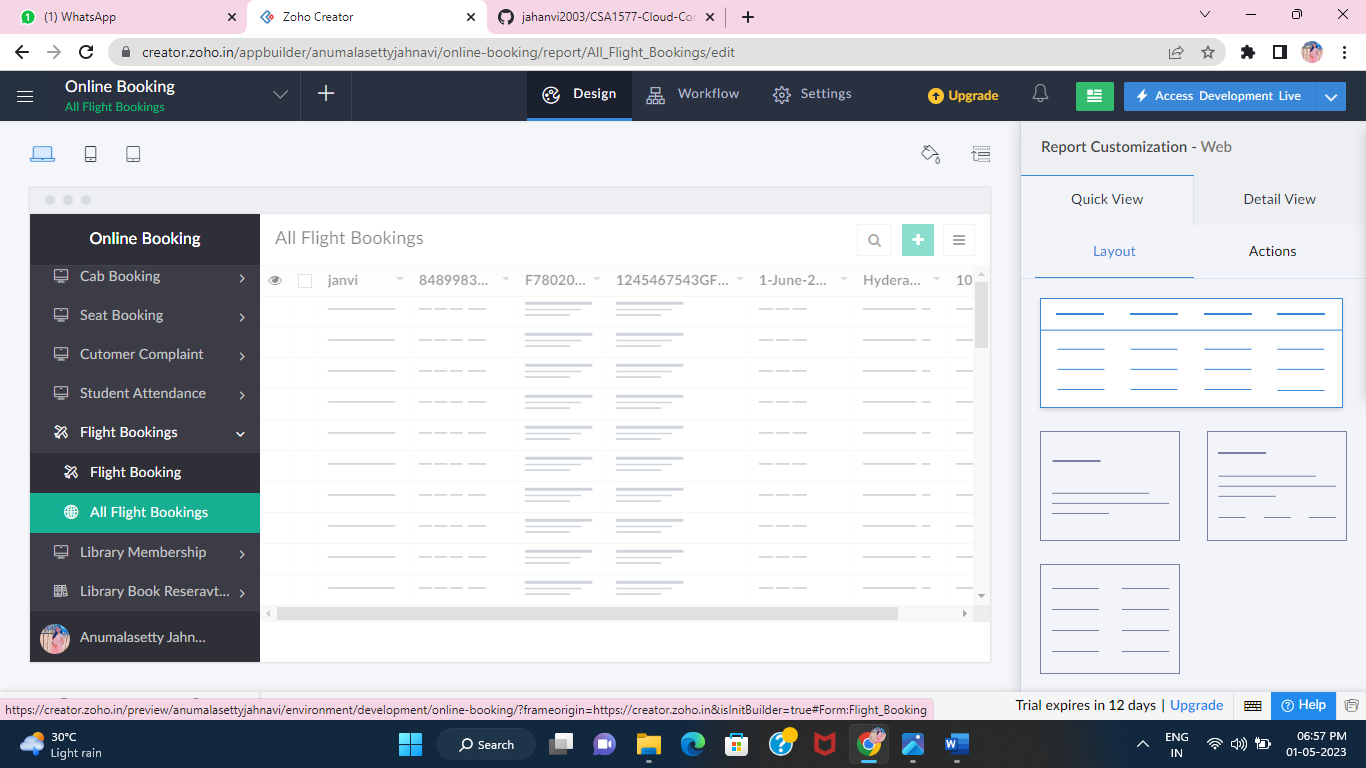 (1) WhatsApp
Zoho Creator
jahanvi2003/CSA1577-Cloud-Cor
creator.zoho.in/appbuilder/anumalasettyjahnavi/online-booking/report/All_Flight_Bookings/edit
Online Booking
All Flight Bookings
Design
Workflow
Settings
Upgrade
Access Development Live
Report Customization - Web
Quick View
Detail View
Layout
Actions
Online Booking
Cab Booking
Seat Booking
Cutomer Complaint
Student Attendance
Flight Bookings
Flight Booking
All Flight Bookings
Library Membership
Library Book Reseravt...
Anumalasetty Jahn...
All Flight Bookings
janvi 8489983... F78020... 1245467543GF... 1-June-2... Hydera... 10
https://creator.zoho.in/preview/anumalasettyjahnavi/environment/development/online-booking/?frameorigin=https://creator.zoho.in&isInitBuilder=true#Form:Flight_Booking
Trial expires in 12 days | Upgrade
Help
30°C
Light rain
Search
ENG
IN
06:57 PM
01-05-2023